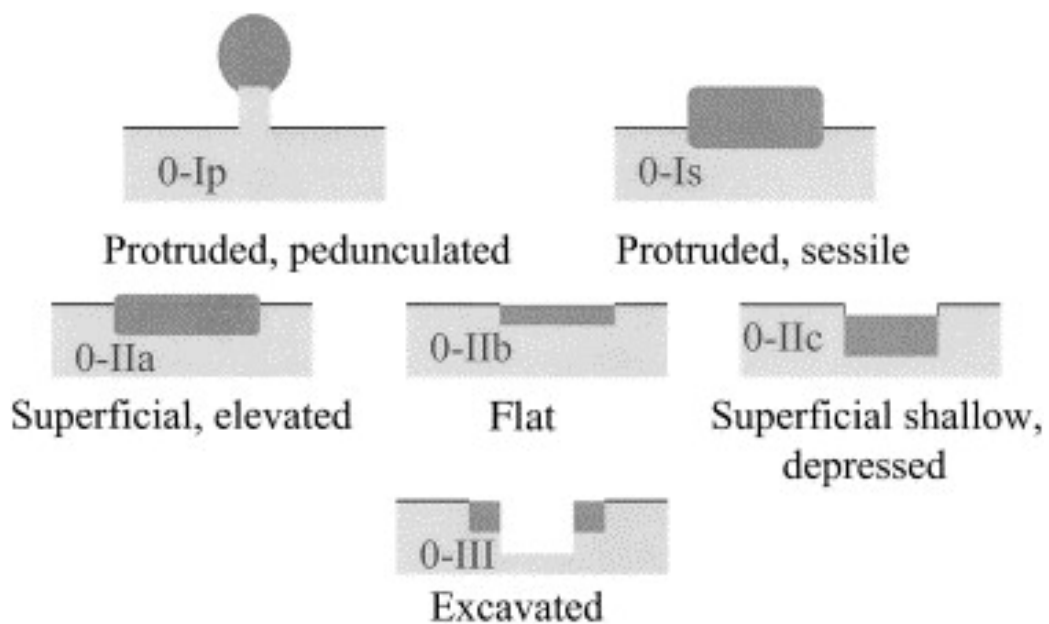 0-Ip
0-Is
Protruded, pedunculated
Protruded, sessile
0-IIa
0-IIb
0-IIc
Superficial, elevated
Flat
Superficial shallow,
depressed
0-III
Excavated